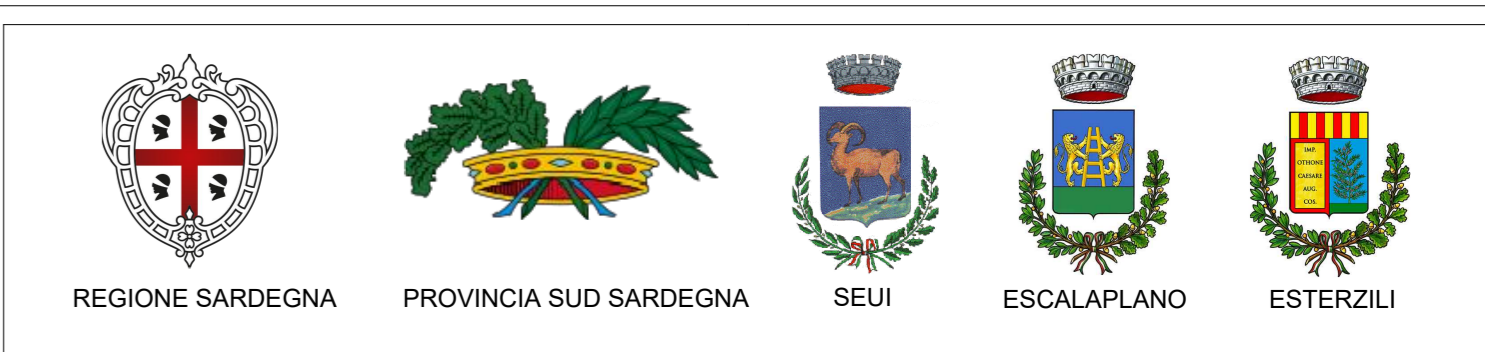 REGIONE SARDEGNA
PROVINCIA SUD SARDEGNA
SEUI
ESCALAPLANO
ESTERZILI
IMP.
OTHONE
CAESARE
AUG.
COS.